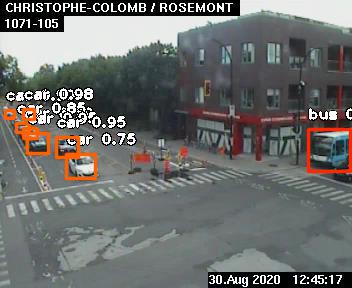 CHRISTOPHE-COLOMB / ROSEMONT
1071-105
car 0.98
car 0.85
car 0.95
car 0.75
bus 0
30.Aug 2020 12:45:17